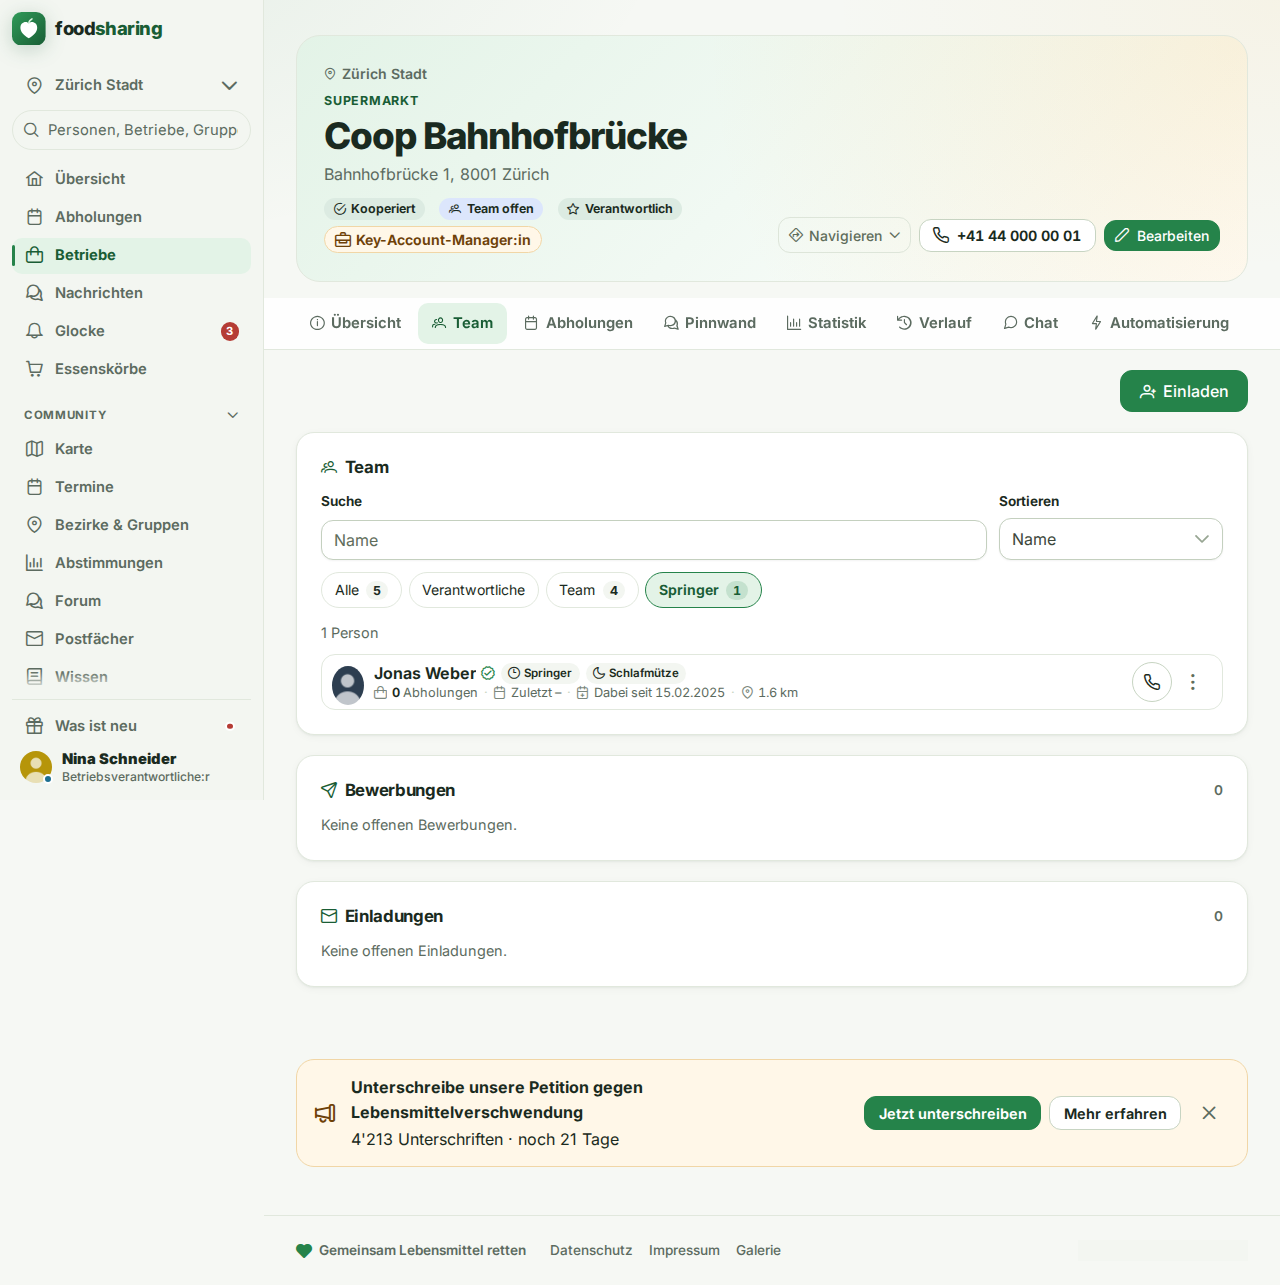 foodsharing
Zürich Stadt
Personen, Betriebe, Grupp
Übersicht
Abholungen
Betriebe
Nachrichten
Glocke 3
Essenskörbe
COMMUNITY
Karte
Termine
Bezirke & Gruppen
Abstimmungen
Forum
Postfächer
Wissen
Was ist neu
Nina Schneider
Betriebsverantwortliche:r
Zürich Stadt
SUPERMARKT
Coop Bahnhofbrücke
Bahnhofbrücke 1, 8001 Zürich
Kooperiert Team offen Verantwortlich
Key-Account-Manager:in
Navigieren +41 44 000 00 01 Bearbeiten
Übersicht Team Abholungen Pinnwand Statistik Verlauf Chat Automatisierung
Einladen
Team
Suche Sortieren
Name Name
Alle 5 Verantwortliche Team 4 Springer 1
1 Person
Jonas Weber Springer Schlafmütze
0 Abholungen · Zuletzt – · Dabei seit 15.02.2025 · 1.6 km
Bewerbungen 0
Keine offenen Bewerbungen.
Einladungen 0
Keine offenen Einladungen.
Unterschreibe unsere Petition gegen
Lebensmittelverschwendung
4'213 Unterschriften · noch 21 Tage
Jetzt unterschreiben Mehr erfahren
Gemeinsam Lebensmittel retten Datenschutz Impressum Galerie